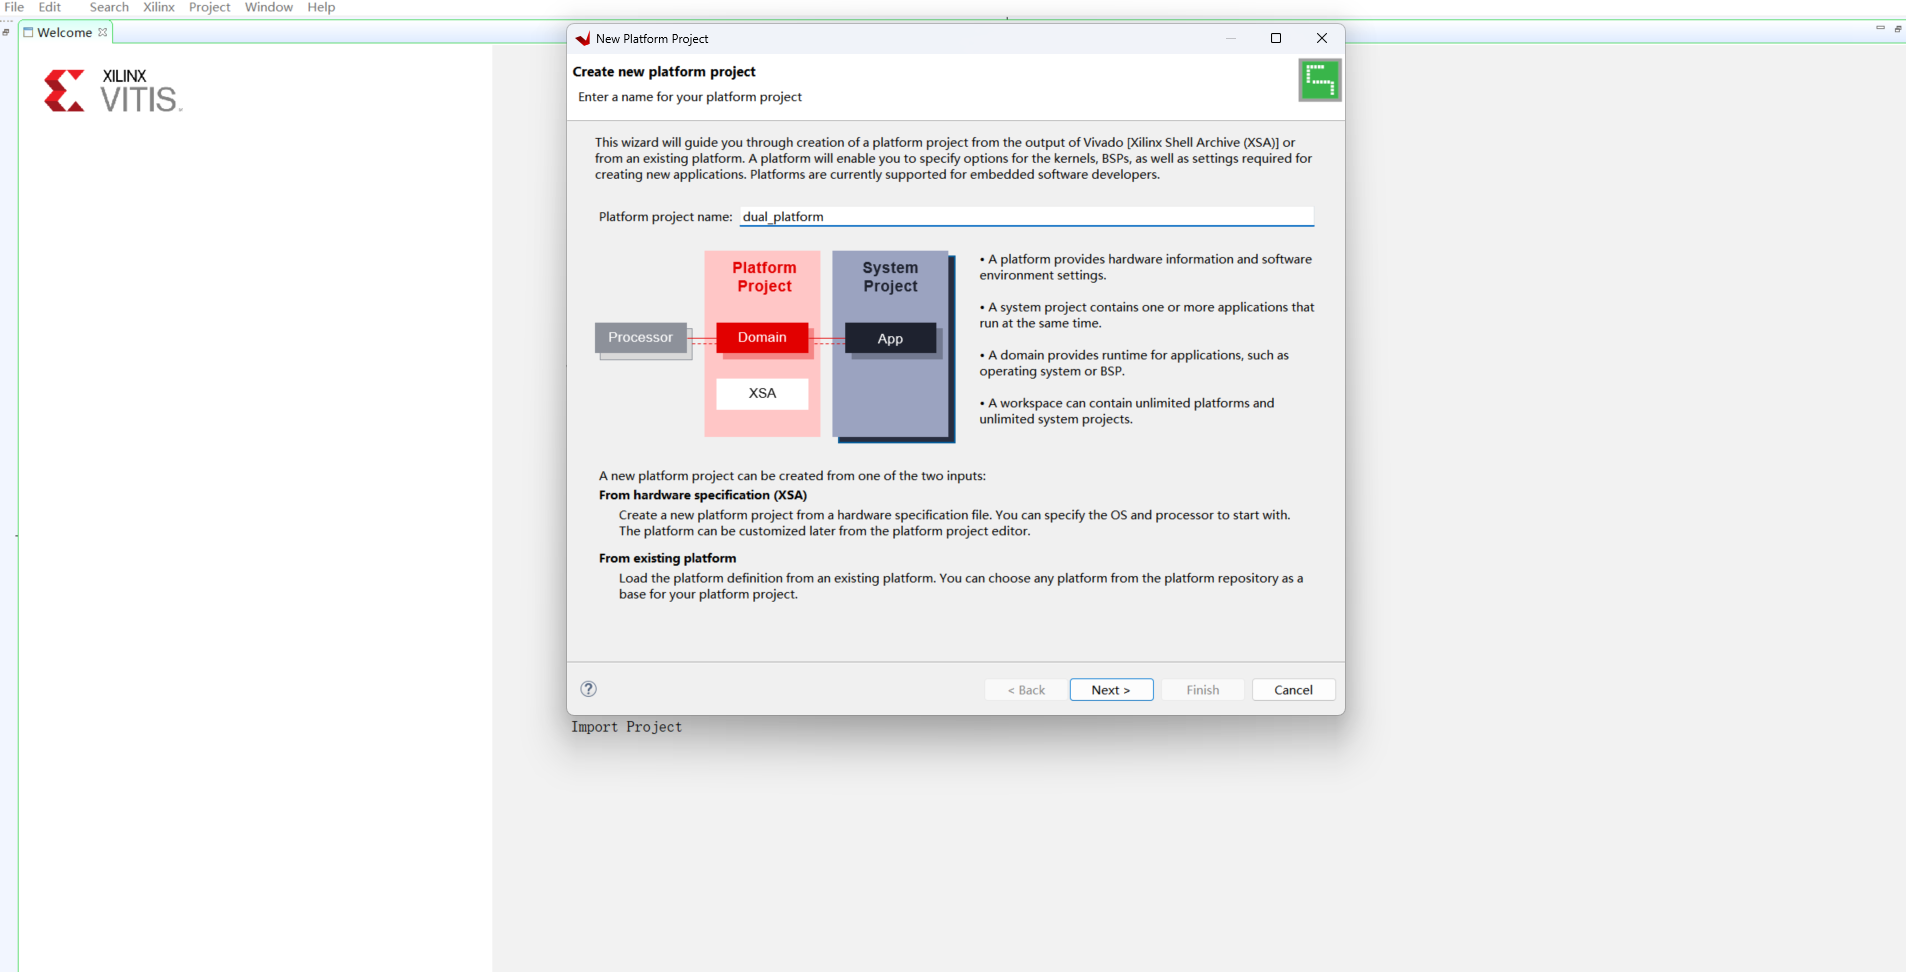 File Edit Search Xilinx Project Window Help
Welcome
XILINX
VITIS
New Platform Project
Create new platform project
Enter a name for your platform project
This wizard will guide you through creation of a platform project from the output of Vivado [Xilinx Shell Archive (XSA)] or
from an existing platform. A platform will enable you to specify options for the kernels, BSPs, as well as settings required for
creating new applications. Platforms are currently supported for embedded software developers.
Platform project name: dual_platform
Platform
Project
System
Project
Processor
Domain
App
XSA
• A platform provides hardware information and software
environment settings.
• A system project contains one or more applications that
run at the same time.
• A domain provides runtime for applications, such as
operating system or BSP.
• A workspace can contain unlimited platforms and
unlimited system projects.
A new platform project can be created from one of the two inputs:
From hardware specification (XSA)
Create a new platform project from a hardware specification file. You can specify the OS and processor to start with.
The platform can be customized later from the platform project editor.
From existing platform
Load the platform definition from an existing platform. You can choose any platform from the platform repository as a
base for your platform project.
?
< Back Next > Finish Cancel
Import Project